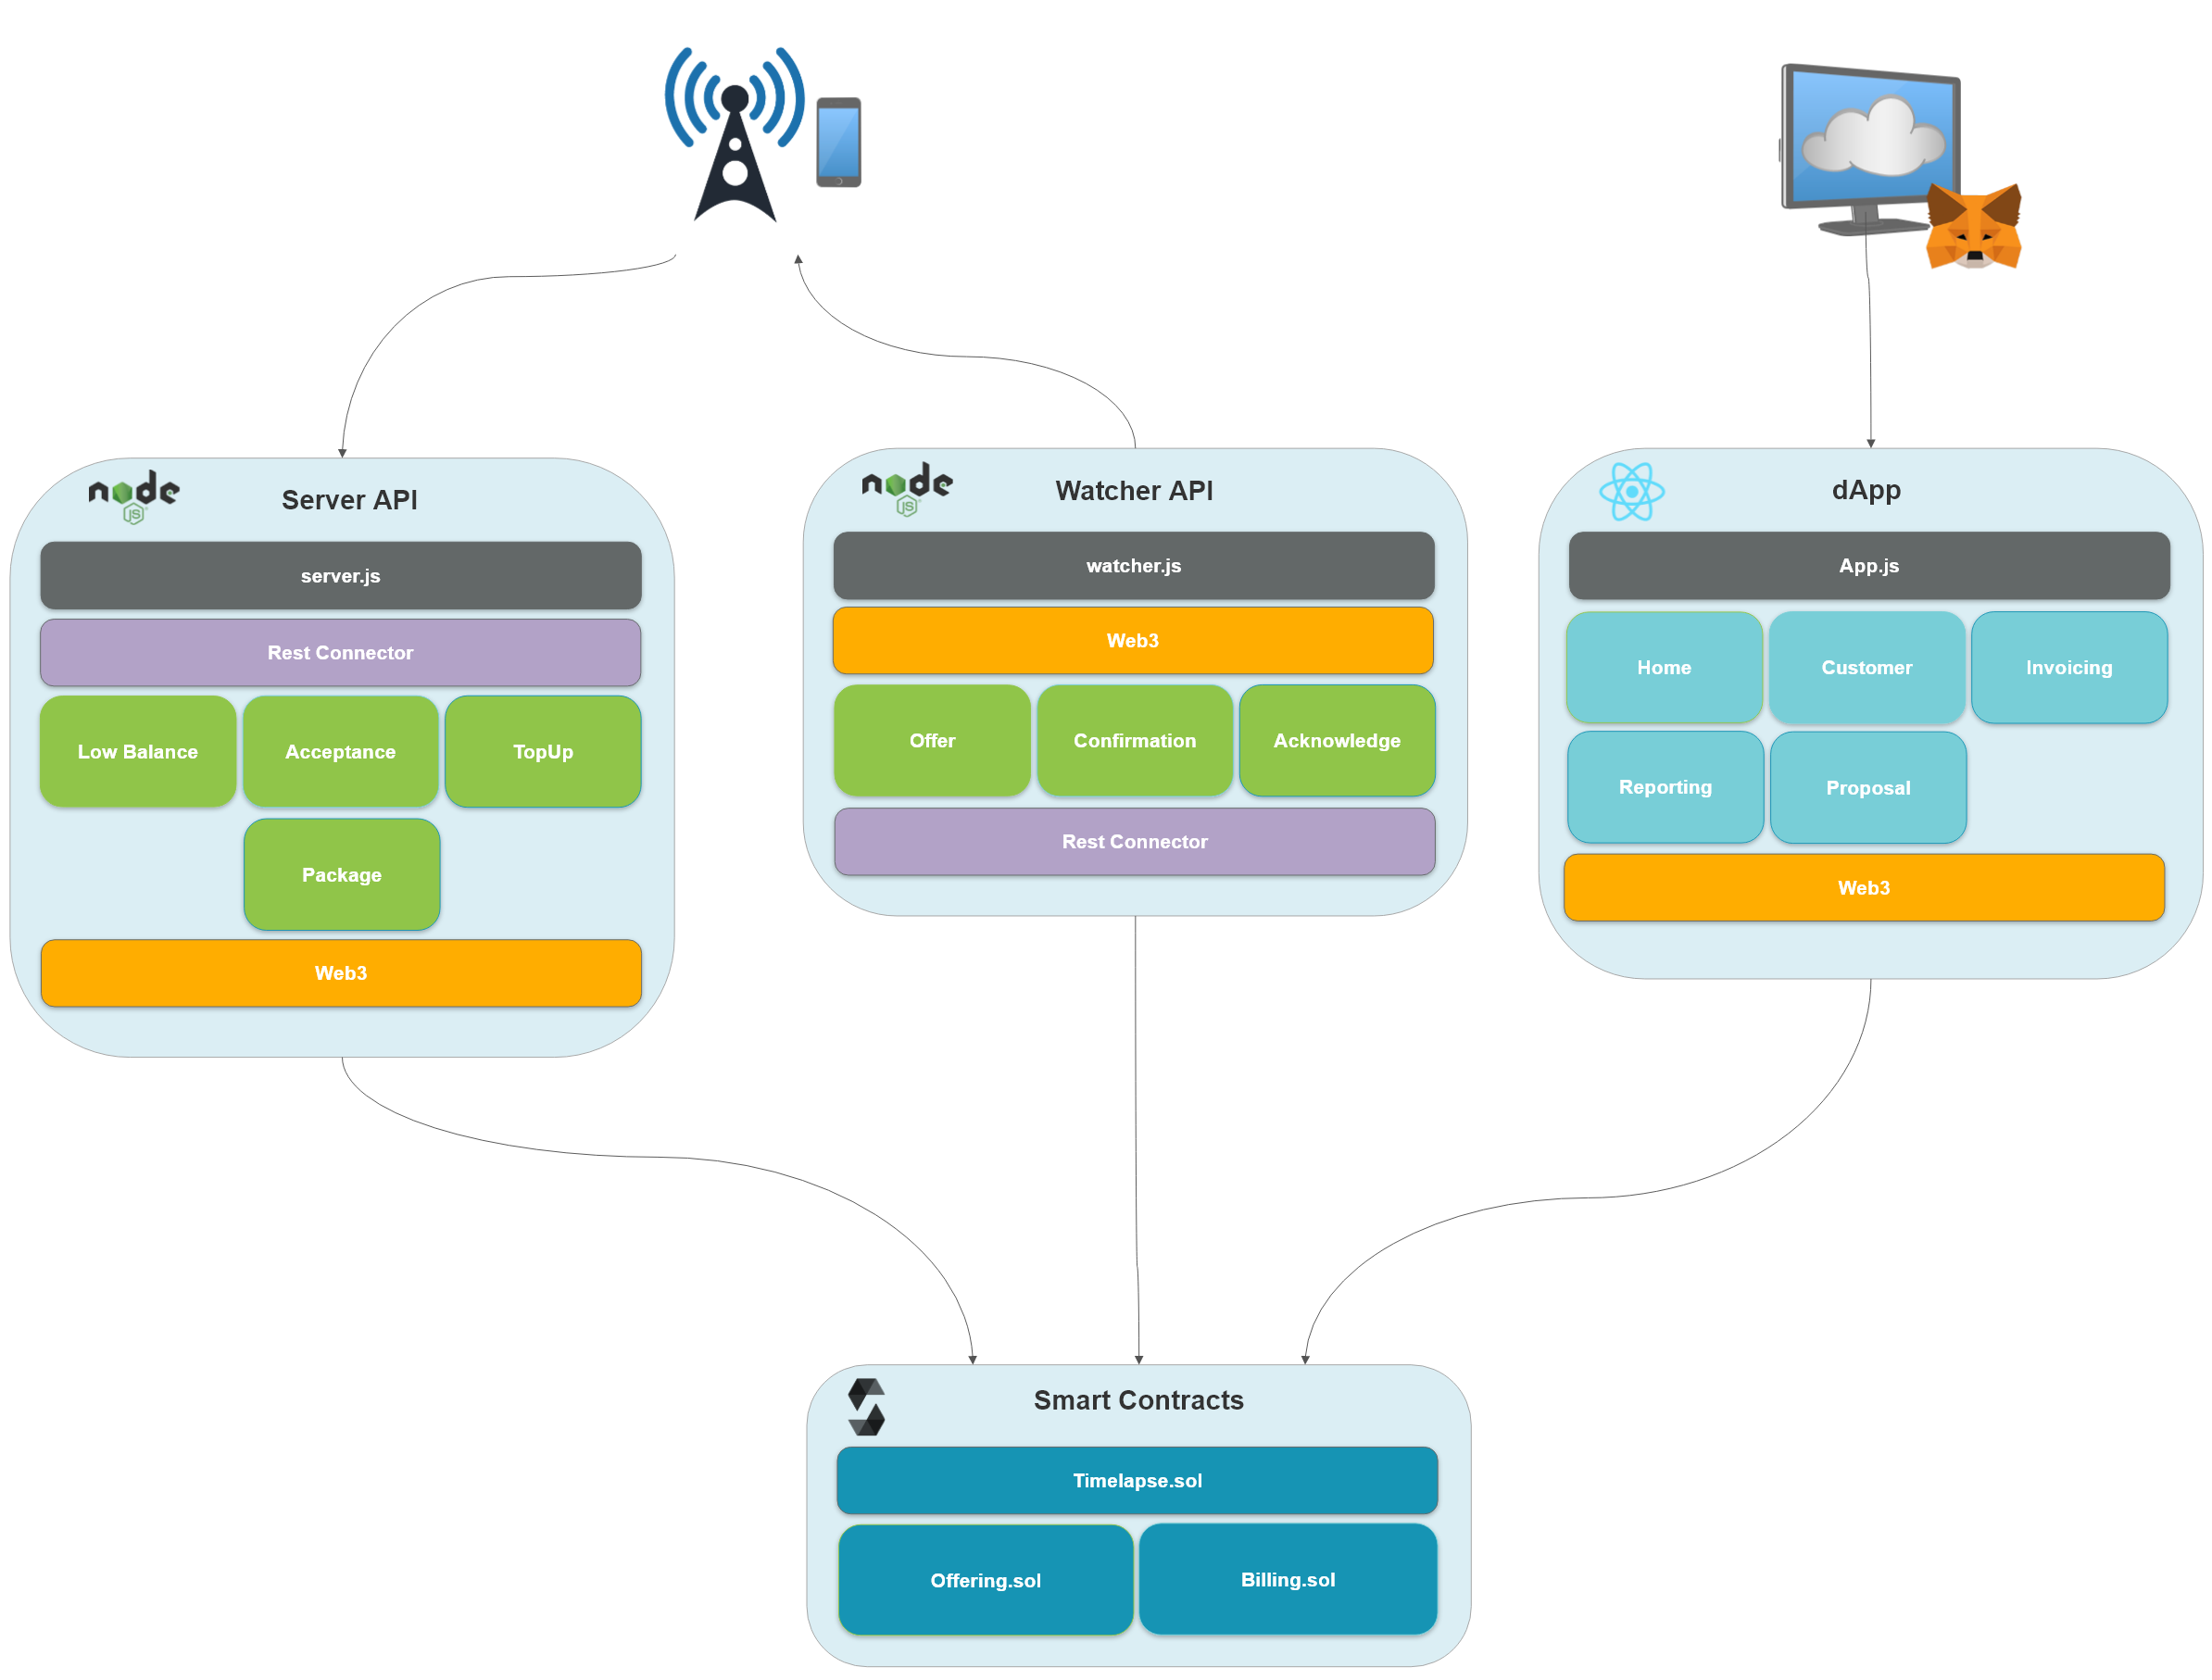 node
JS
Server API
server.js
Rest Connector
Low Balance
Acceptance
TopUp
Package
Web3
node
JS
Watcher API
watcher.js
Web3
Offer
Confirmation
Acknowledge
Rest Connector
dApp
App.js
Home
Customer
Invoicing
Reporting
Proposal
Web3
Smart Contracts
Timelapse.sol
Offering.sol
Billing.sol